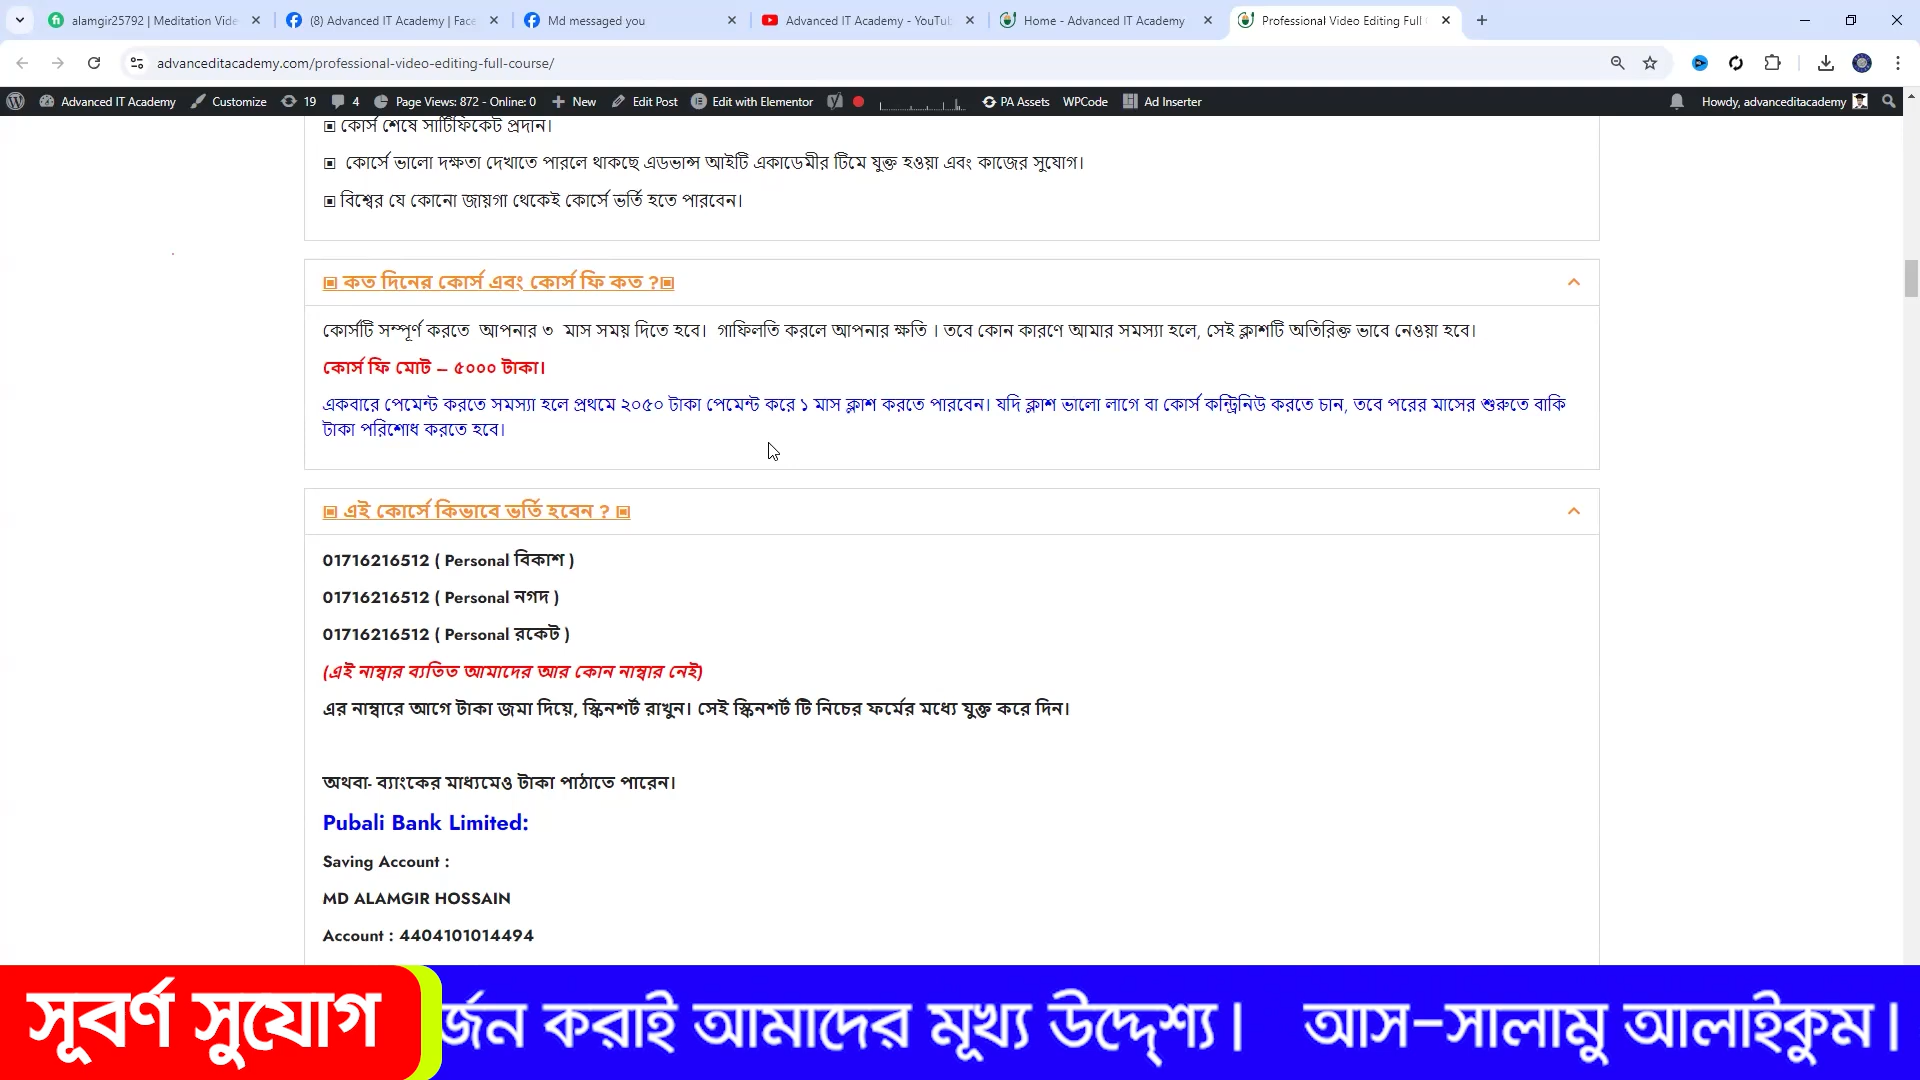 alamgir25792 | Meditation Vide
(8) Advanced IT Academy | Face
Md messaged you
Advanced IT Academy - YouTub
Home - Advanced IT Academy
Professional Video Editing Full
advanceditacademy.com/professional-video-editing-full-course/
Advanced IT Academy Customize 19 4 Page Views: 872 - Online: 0 New Edit Post Edit with Elementor PA Assets WPCode Ad Inserter Howdy, advanceditacademy
▣ কোর্স শেষে সার্টিফিকেট প্রদান।
▣ কোর্সে ভালো দক্ষতা দেখাতে পারলে থাকছে এডভান্স আইটি একাডেমীর টিমে যুক্ত হওয়া এবং কাজের সুযোগ।
▣ বিশ্বের যে কোনো জায়গা থেকেই কোর্সে ভর্তি হতে পারবেন।
▣ কত দিনের কোর্স এবং কোর্স ফি কত ?▣
কোর্সটি সম্পূর্ণ করতে আপনার ৩ মাস সময় দিতে হবে। গাফিলতি করলে আপনার ক্ষতি । তবে কোন কারণে আমার সমস্যা হলে, সেই ক্লাশটি অতিরিক্ত ভাবে নেওয়া হবে।
কোর্স ফি মোট – ৫০০০ টাকা।
একবারে পেমেন্ট করতে সমস্যা হলে প্রথমে ২০৫০ টাকা পেমেন্ট করে ১ মাস ক্লাশ করতে পারবেন। যদি ক্লাশ ভালো লাগে বা কোর্স কন্ট্রিনিউ করতে চান, তবে পরের মাসের শুরুতে বাকি
টাকা পরিশোধ করতে হবে।
▣ এই কোর্সে কিভাবে ভর্তি হবেন ? ▣
01716216512 ( Personal বিকাশ )
01716216512 ( Personal নগদ )
01716216512 ( Personal রকেট )
(এই নাম্বার ব্যতিত আমাদের আর কোন নাম্বার নেই)
এর নাম্বারে আগে টাকা জমা দিয়ে, স্কিনশর্ট রাখুন। সেই স্কিনশর্ট টি নিচের ফর্মের মধ্যে যুক্ত করে দিন।
অথবা- ব্যাংকের মাধ্যমেও টাকা পাঠাতে পারেন।
Pubali Bank Limited:
Saving Account :
MD ALAMGIR HOSSAIN
Account : 4404101014494
সূবর্ণ সুযোগ
র্জন করাই আমাদের মূখ্য উদ্দেশ্য। আস-সালামু আলাইকুম।